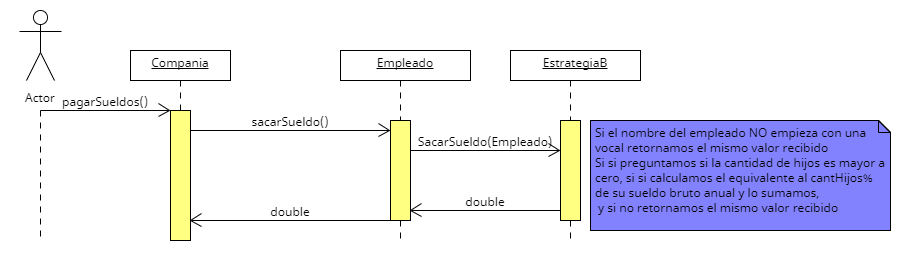 Compania
Empleado
EstrategiaB
Actor
pagarSueldos()
sacarSueldo()
SacarSueldo(Empleado)
Si el nombre del empleado NO empieza con una
vocal retornamos el mismo valor recibido
Si si preguntamos si la cantidad de hijos es mayor a
cero, si si calculamos el equivalente al cantHijos%
de su sueldo bruto anual y lo sumamos,
y si no retornamos el mismo valor recibido
double
double